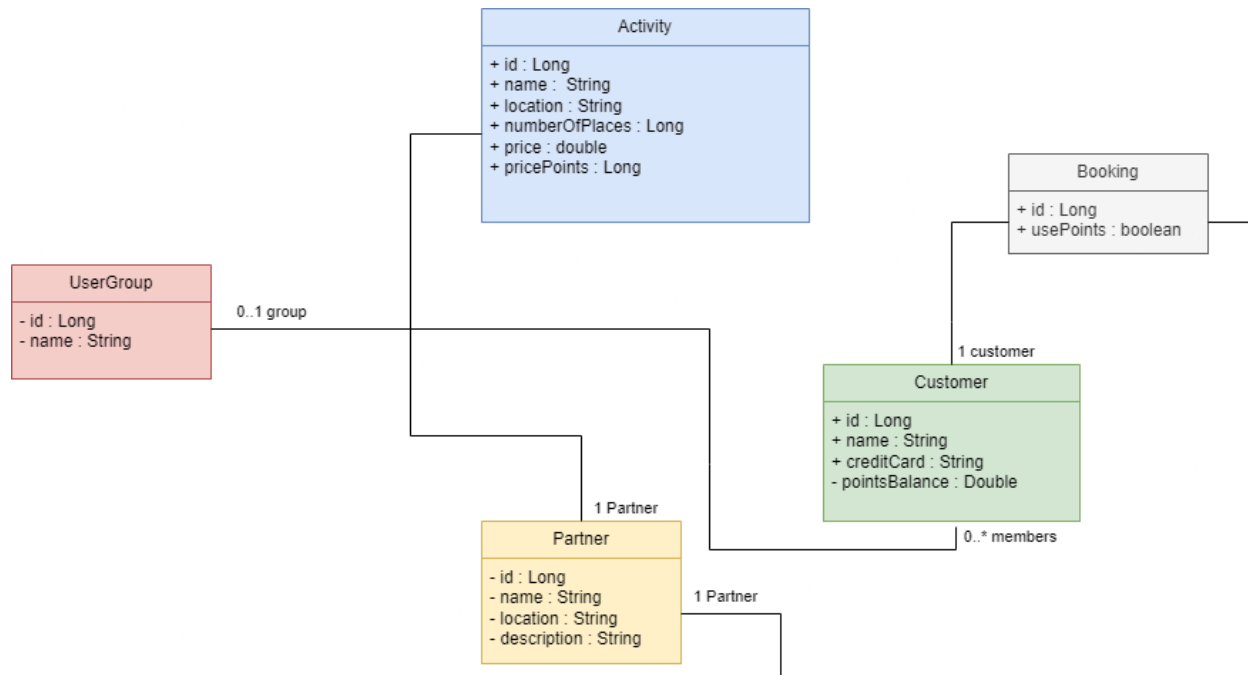 Activity
+ id : Long
+ name :  String
+ location : String
+ numberOfPlaces : Long
+ price : double
+ pricePoints : Long
Booking
+ id : Long
+ usePoints : boolean
UserGroup
- id : Long
- name : String
0..1 group
1 customer
Customer
+ id : Long
+ name : String
+ creditCard : String
- pointsBalance : Double
0..* members
1 Partner
Partner
- id : Long
- name : String
- location : String
- description : String
1 Partner